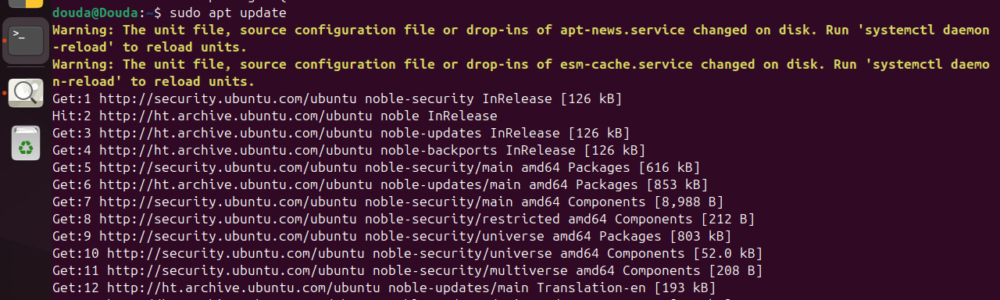 douda@Douda:~$ sudo apt update
Warning: The unit file, source configuration file or drop-ins of apt-news.service changed on disk. Run 'systemctl daemon
-reload' to reload units.
Warning: The unit file, source configuration file or drop-ins of esm-cache.service changed on disk. Run 'systemctl daemo
n-reload' to reload units.
Get:1 http://security.ubuntu.com/ubuntu noble-security InRelease [126 kB]
Hit:2 http://ht.archive.ubuntu.com/ubuntu noble InRelease
Get:3 http://ht.archive.ubuntu.com/ubuntu noble-updates InRelease [126 kB]
Get:4 http://ht.archive.ubuntu.com/ubuntu noble-backports InRelease [126 kB]
Get:5 http://security.ubuntu.com/ubuntu noble-security/main amd64 Packages [616 kB]
Get:6 http://ht.archive.ubuntu.com/ubuntu noble-updates/main amd64 Packages [853 kB]
Get:7 http://security.ubuntu.com/ubuntu noble-security/main amd64 Components [8,988 B]
Get:8 http://security.ubuntu.com/ubuntu noble-security/restricted amd64 Components [212 B]
Get:9 http://security.ubuntu.com/ubuntu noble-security/universe amd64 Packages [803 kB]
Get:10 http://security.ubuntu.com/ubuntu noble-security/universe amd64 Components [52.0 kB]
Get:11 http://security.ubuntu.com/ubuntu noble-security/multiverse amd64 Components [208 B]
Get:12 http://ht.archive.ubuntu.com/ubuntu noble-updates/main Translation-en [193 kB]